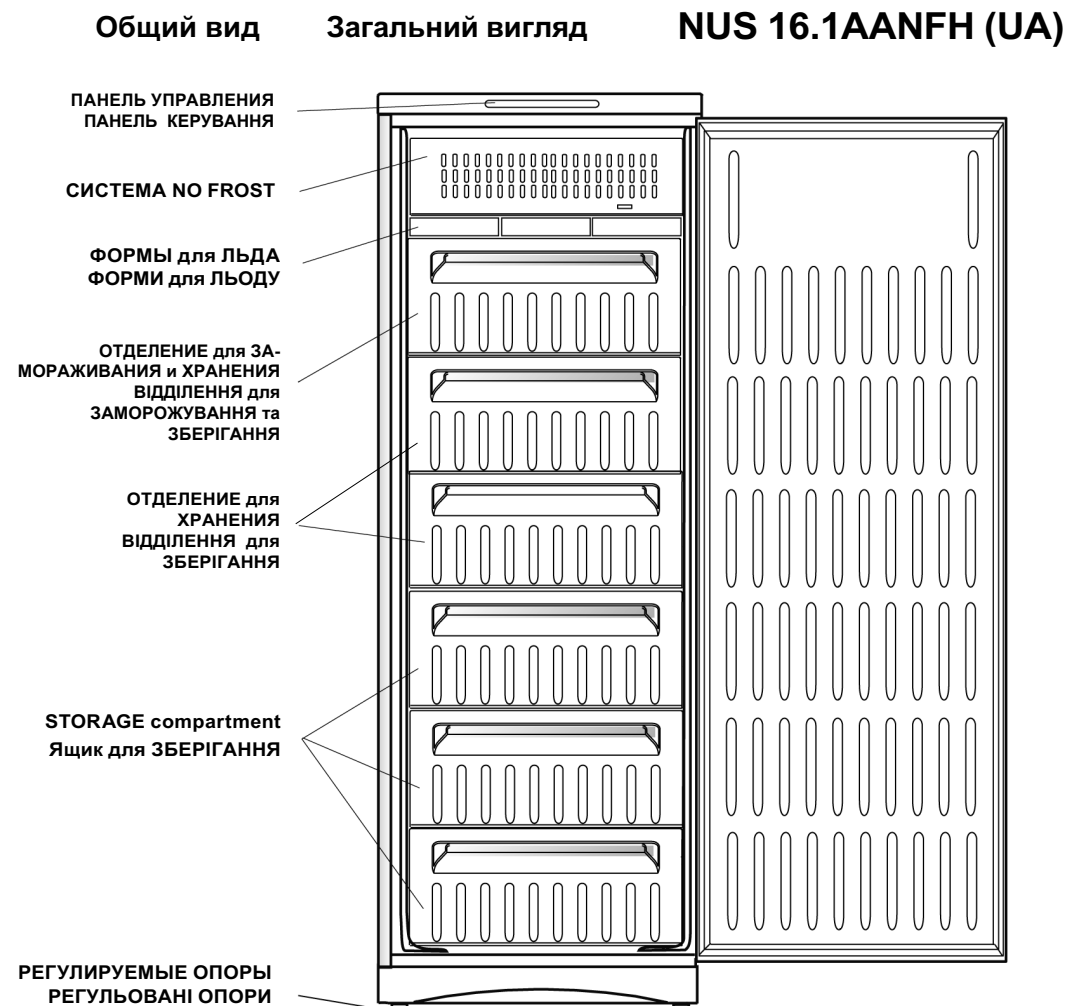 Общий вид Загальний вигляд NUS 16.1AANFH (UA)
ПАНЕЛЬ УПРАВЛЕНИЯ
ПАНЕЛЬ КЕРУВАННЯ
СИСТЕМА NO FROST
ФОРМЫ для ЛЬДА
ФОРМИ для ЛЬОДУ
ОТДЕЛЕНИЕ для ЗА-
МОРАЖИВАНИЯ и ХРАНЕНИЯ
ВІДДІЛЕННЯ для
ЗАМОРОЖУВАННЯ та
ЗБЕРІГАННЯ
ОТДЕЛЕНИЕ для
ХРАНЕНИЯ
ВІДДІЛЕННЯ для
ЗБЕРІГАННЯ
STORAGE compartment
Ящик для ЗБЕРІГАННЯ
РЕГУЛИРУЕМЫЕ ОПОРЫ
РЕГУЛЬОВАНІ ОПОРИ